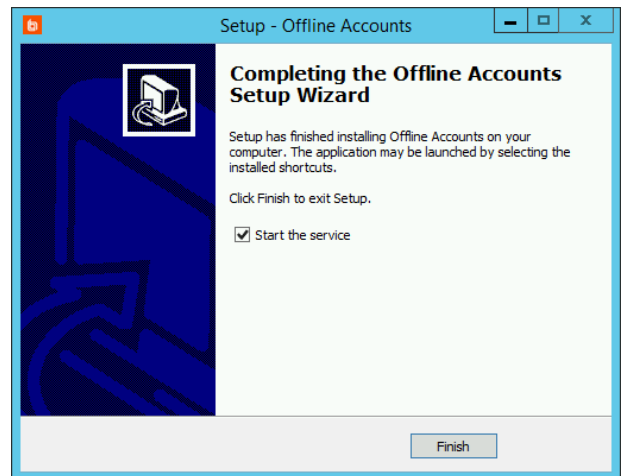 Setup - Offline Accounts
Completing the Offline Accounts
Setup Wizard
Setup has finished installing Offline Accounts on your
computer. The application may be launched by selecting the
installed shortcuts.
Click Finish to exit Setup.
Start the service
Finish